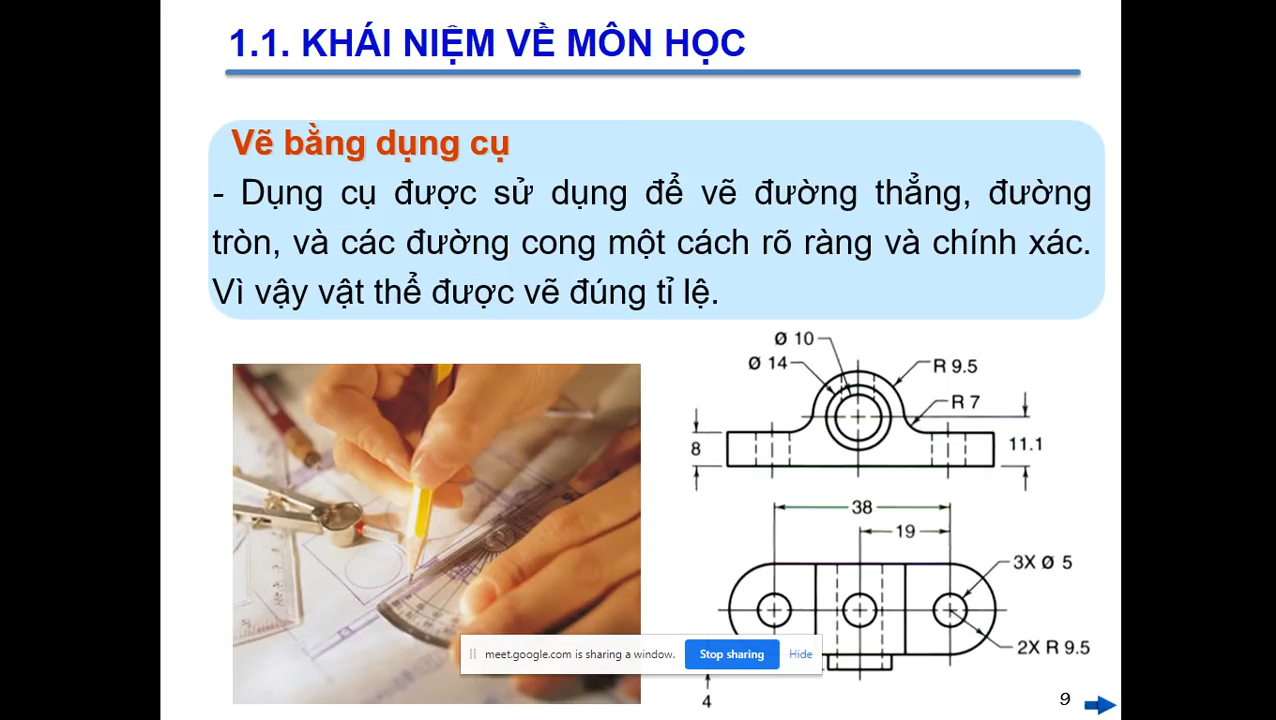 1.1. KHÁI NIỆM VỀ MÔN HỌC
Vẽ bằng dụng cụ
- Dụng cụ được sử dụng để vẽ đường thẳng, đường
tròn, và các đường cong một cách rõ ràng và chính xác.
Vì vậy vật thể được vẽ đúng tỉ lệ.
Ø 10
Ø 14
R 9.5
R 7
8
11.1
38
19
3X Ø 5
2X R 9.5
meet.google.com is sharing a window.
Stop sharing
Hide
4
9